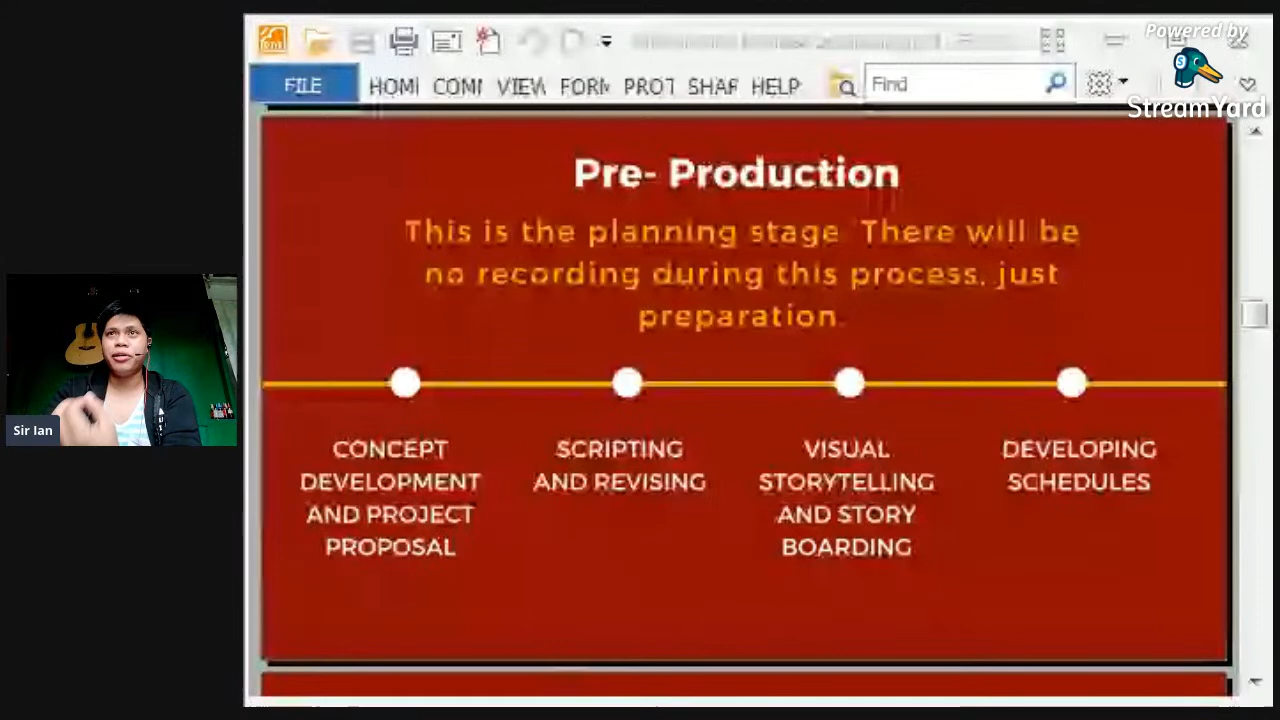 Powered by
StreamYard
FILE
HOMI
COMI
VIEW
FORM
PROT
SHAR
HELP
Find
Pre- Production
This is the planning stage. There will be
no recording during this process, just
preparation.
CONCEPT
DEVELOPMENT
AND PROJECT
PROPOSAL
SCRIPTING
AND REVISING
VISUAL
STORYTELLING
AND STORY
BOARDING
DEVELOPING
SCHEDULES
Sir Ian